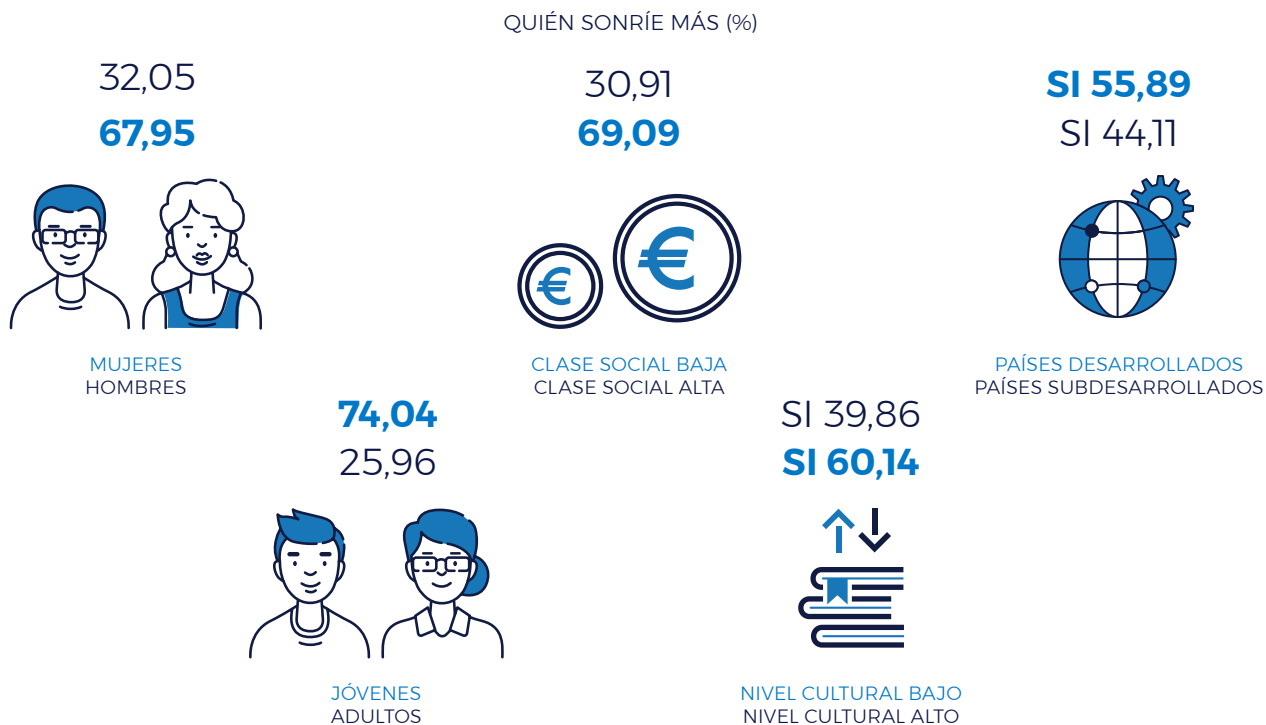 QUIÉN SONRÍE MÁS (%)
32,05
67,95
MUJERES
HOMBRES
30,91
69,09
€
€
CLASE SOCIAL BAJA
CLASE SOCIAL ALTA
SI 55,89
SI 44,11
PAÍSES DESARROLLADOS
PAÍSES SUBDESARROLLADOS
74,04
25,96
JÓVENES
ADULTOS
SI 39,86
SI 60,14
NIVEL CULTURAL BAJO
NIVEL CULTURAL ALTO